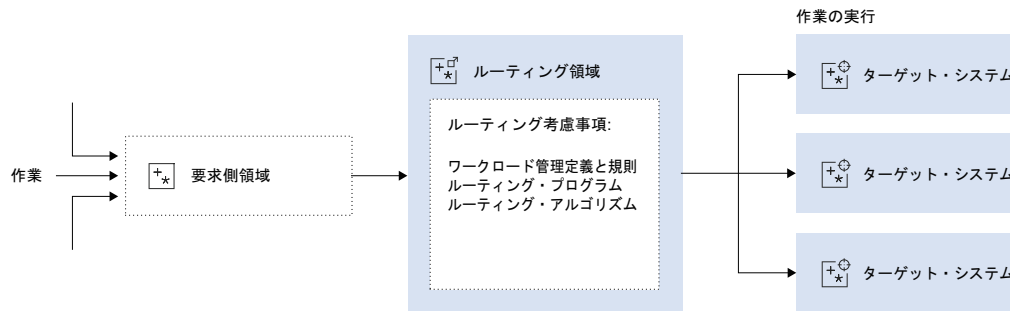 作業
要求側領域
ルーティング領域
ルーティング考慮事項:
ワークロード管理定義と規則
ルーティング・プログラム
ルーティング・アルゴリズム
作業の実行
ターゲット・システム
ターゲット・システム
ターゲット・システム